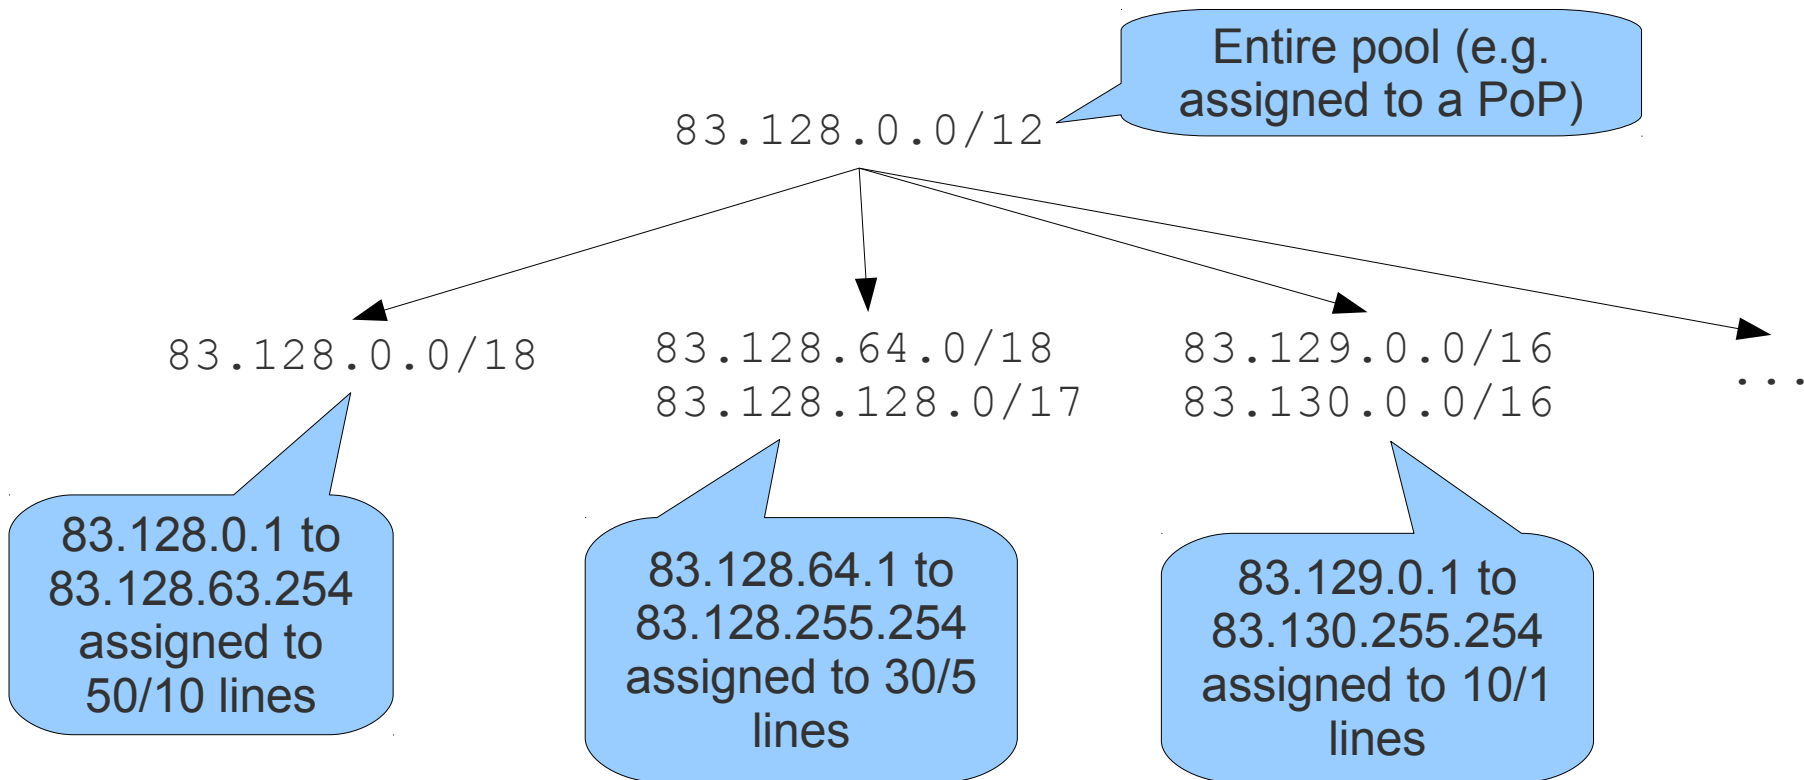 Entire pool (e.g.
assigned to a PoP)
83.128.0.0/12
83.128.0.0/18
83.128.64.0/18
83.128.128.0/17
83.129.0.0/16
83.130.0.0/16
...
83.128.0.1 to
83.128.63.254
assigned to
50/10 lines
83.128.64.1 to
83.128.255.254
assigned to 30/5
lines
83.129.0.1 to
83.130.255.254
assigned to 10/1
lines